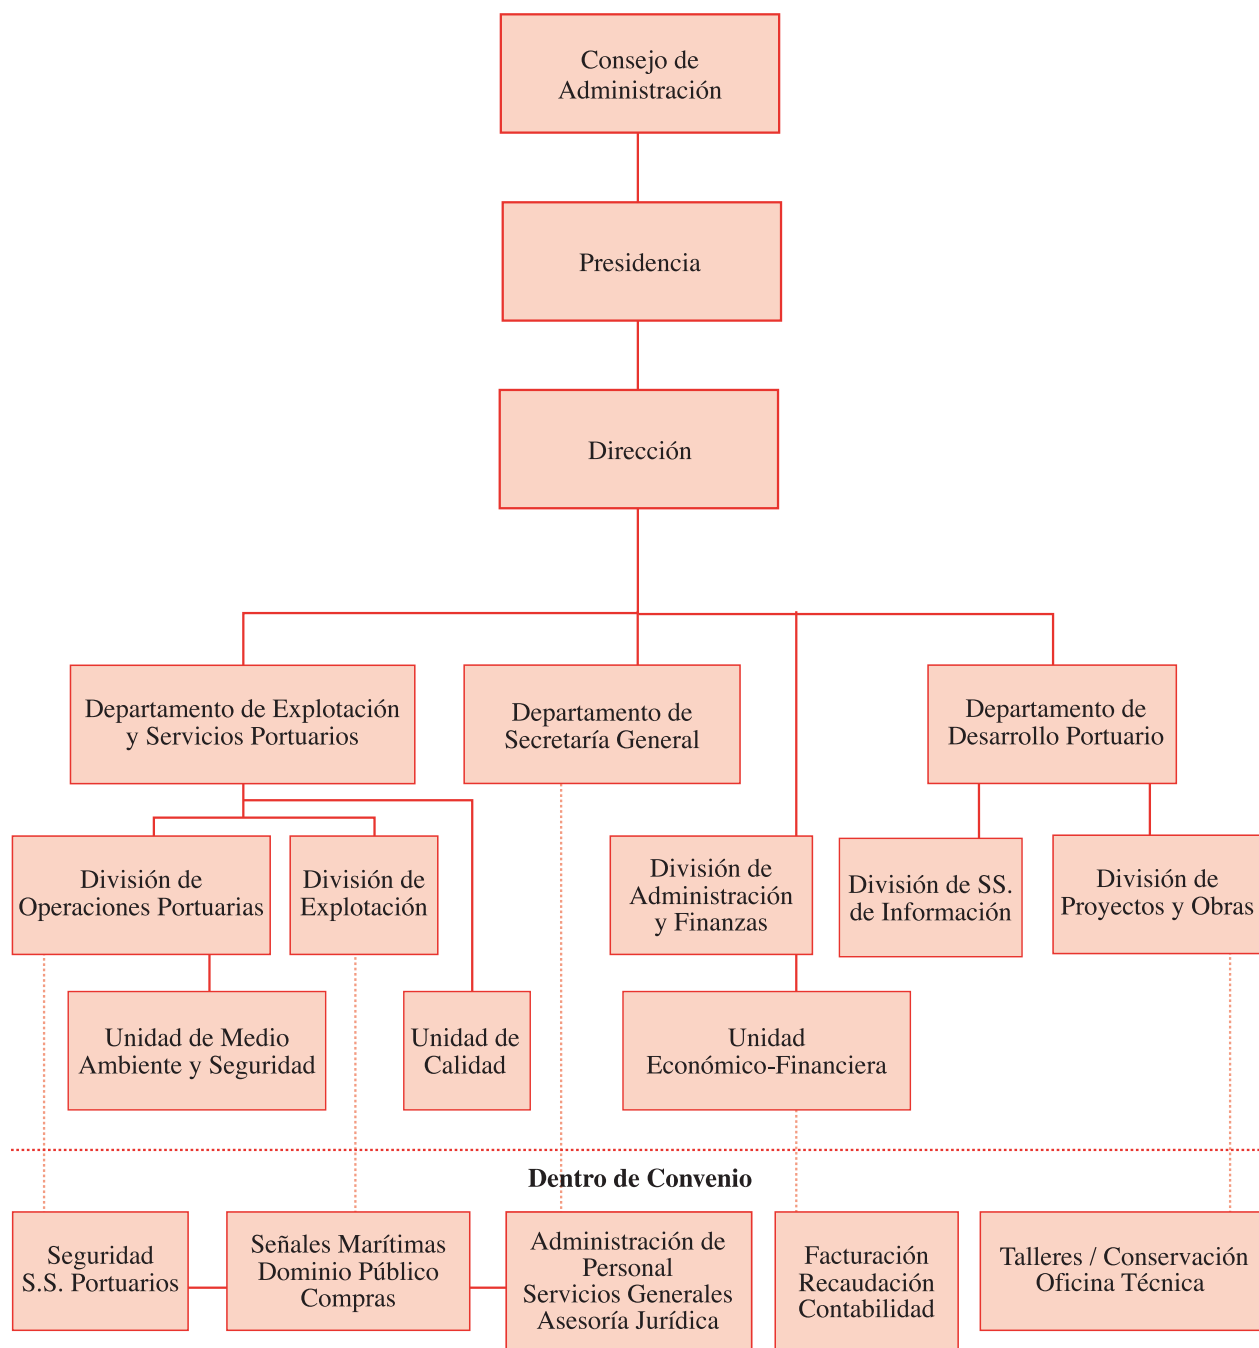 Consejo de
Administración
Presidencia
Dirección
Departamento de Explotación
y Servicios Portuarios
Departamento de
Secretaría General
Departamento de
Desarrollo Portuario
División de
Operaciones Portuarias
División de
Explotación
División de
Administración
y Finanzas
División de SS.
de Información
División de
Proyectos y Obras
Unidad de Medio
Ambiente y Seguridad
Unidad de
Calidad
Unidad
Económico-Financiera
Dentro de Convenio
Seguridad
S.S. Portuarios
Señales Marítimas
Dominio Público
Compras
Administración de
Personal
Servicios Generales
Asesoría Jurídica
Facturación
Recaudación
Contabilidad
Talleres / Conservación
Oficina Técnica